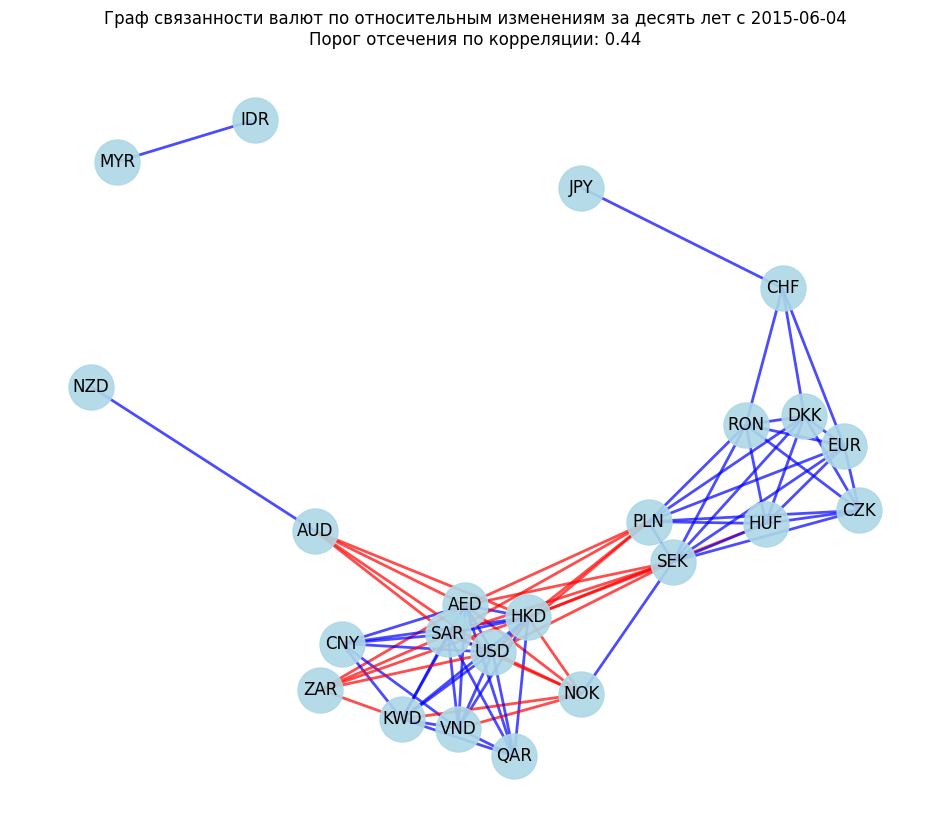 Граф связанности валют по относительным изменениям за десять лет с 2015-06-04
Порог отсечения по корреляции: 0.44
IDR
MYR
JPY
CHF
NZD
DKK
RON
EUR
CZK
PLN
HUF
AUD
SEK
AED
HKD
SAR
CNY
USD
ZAR
NOK
KWD
VND
QAR